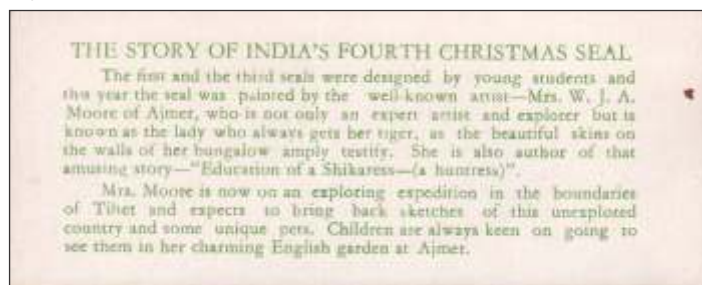 THE STORY OF INDIA'S FOURTH CHRISTMAS SEAL
The first and the third seals were designed by young students and
this year the seal was painted by the well known artist—Mrs. W. J. A.
Moore of Ajmer, who is not only an expert artist and explorer but is
known as the lady who always gets her tiger, as the beautiful skins on
the walls of her bungalow amply testify. She is also author of that
amusing story—"Education of a Shikaress—(a huntress)".
Mrs. Moore is now on an exploring expedition in the boundaries
of Tibet and expects to bring back sketches of this unexplored
country and some unique pets. Children are always keen on going to
see them in her charming English garden at Ajmer.